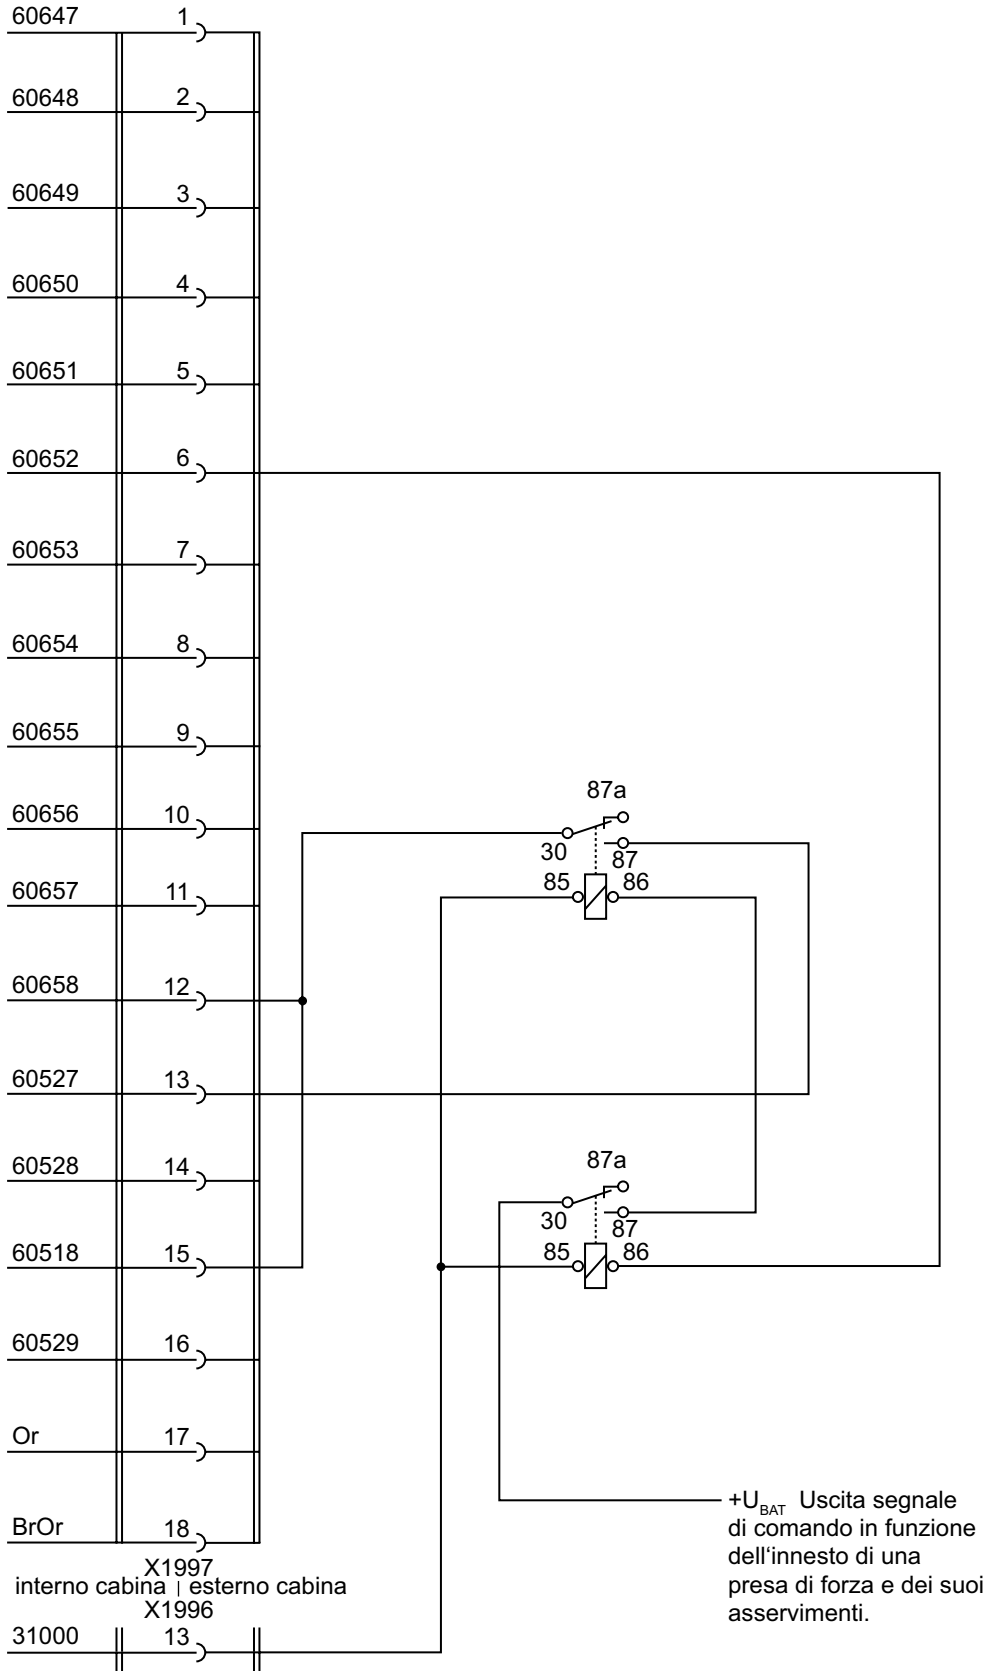 60647 1
60648 2
60649 3
60650 4
60651 5
60652 6
60653 7
60654 8
60655 9
87a
60656 10
30 87
60657 11 85 86
60658 12
60527 13
87a
60528 14
30 87
60518 15 85 86
60529 16
Or 17
+UBAT Uscita segnale
BrOr 18 di comando in funzione
dell‘innesto di una
X1997
interno cabina | esterno cabina presa di forza e dei suoi
X1996 asservimenti.
31000 13